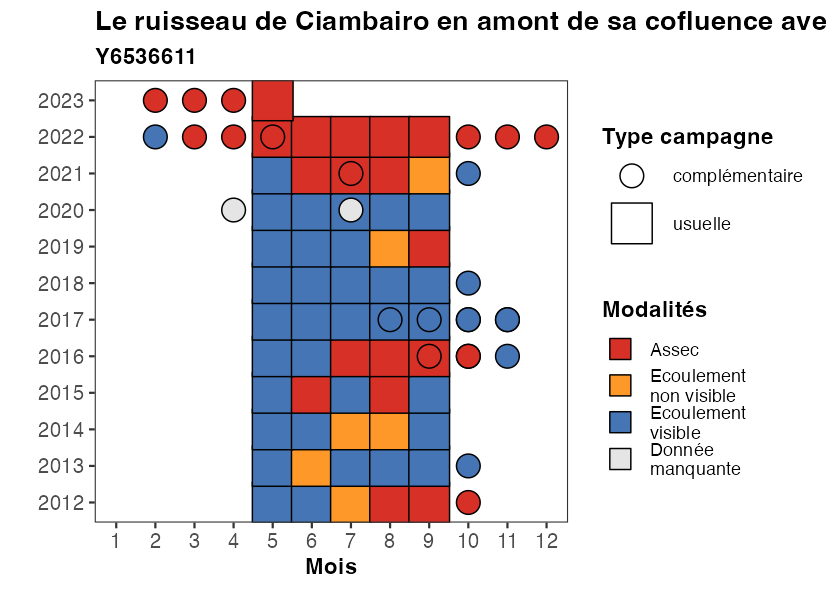 Le ruisseau de Ciambairo en amont de sa cofluence ave
Y6536611
2023
2022
2021
2020
2019
2018
2017
2016
2015
2014
2013
2012
1 2 3 4 5 6 7 8 9 10 11 12
Mois
Type campagne
complémentaire
usuelle
Modalités
Assec
Ecoulement
non visible
Ecoulement
visible
Donnée
manquante